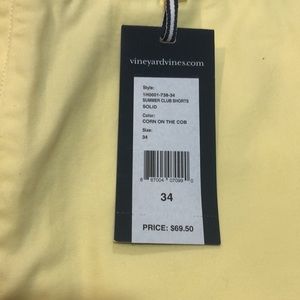 vineyardvines.com
Style:
1H0001-738-34
SUMMER CLUB SHORTS
SOLID
Color:
CORN ON THE COB
Size:
34
34
PRICE: $69.50